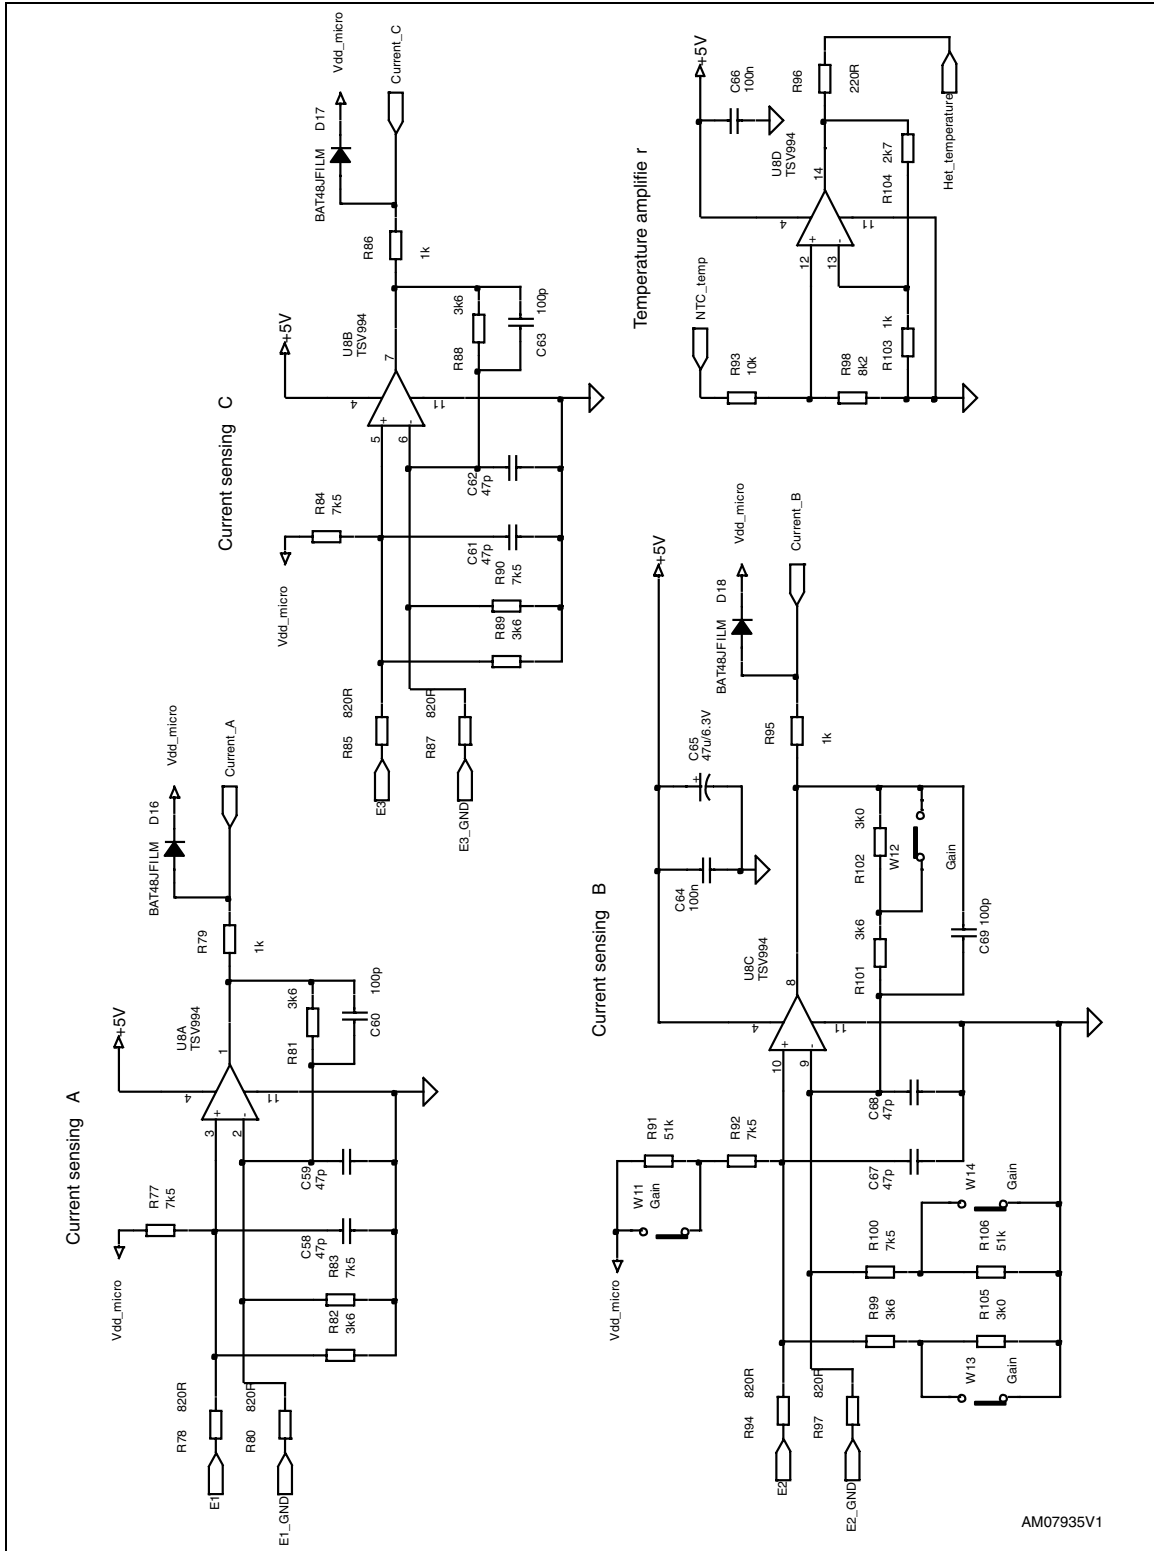 Current sensing A
Vdd_micro
R77
7k5
+5V
4
U8A
TSV994
3
+
2
-
1
11
R79
1k
BAT48JFILM D16
Vdd_micro
Current_A
R81
3k6
C60
100p
C59
47p
C58
47p
R83
7k5
R82
3k6
R78 820R
E1
R80 820R
E1_GND
Current sensing C
Vdd_micro
R84
7k5
+5V
4
U8B
TSV994
5
+
6
-
7
11
R86
1k
BAT48JFILM D17
Vdd_micro
Current_C
R88
3k6
C63
100p
C62
47p
C61
47p
R90
7k5
R89
3k6
R85 820R
E3
R87 820R
E3_GND
Current sensing B
Vdd_micro
W11
Gain
R91
51k
R92
7k5
+5V
C64
100n
C65
47u/6.3V
+
4
U8C
TSV994
10
+
9
-
8
11
R95
1k
BAT48JFILM D18
Vdd_micro
Current_B
R101
3k6
R102
3k0
W12
Gain
C69 100p
C68
47p
C67
47p
R100
7k5
R99
3k6
W14
Gain
R106
51k
R105
3k0
W13
Gain
R94 820R
E2
R97 820R
E2_GND
Temperature amplifie r
NTC_temp
R93
10k
R98
8k2
R103 1k
R104 2k7
+5V
C66
100n
4
U8D
TSV994
12
+
13
-
14
11
R96
220R
Het_temperature
AM07935V1